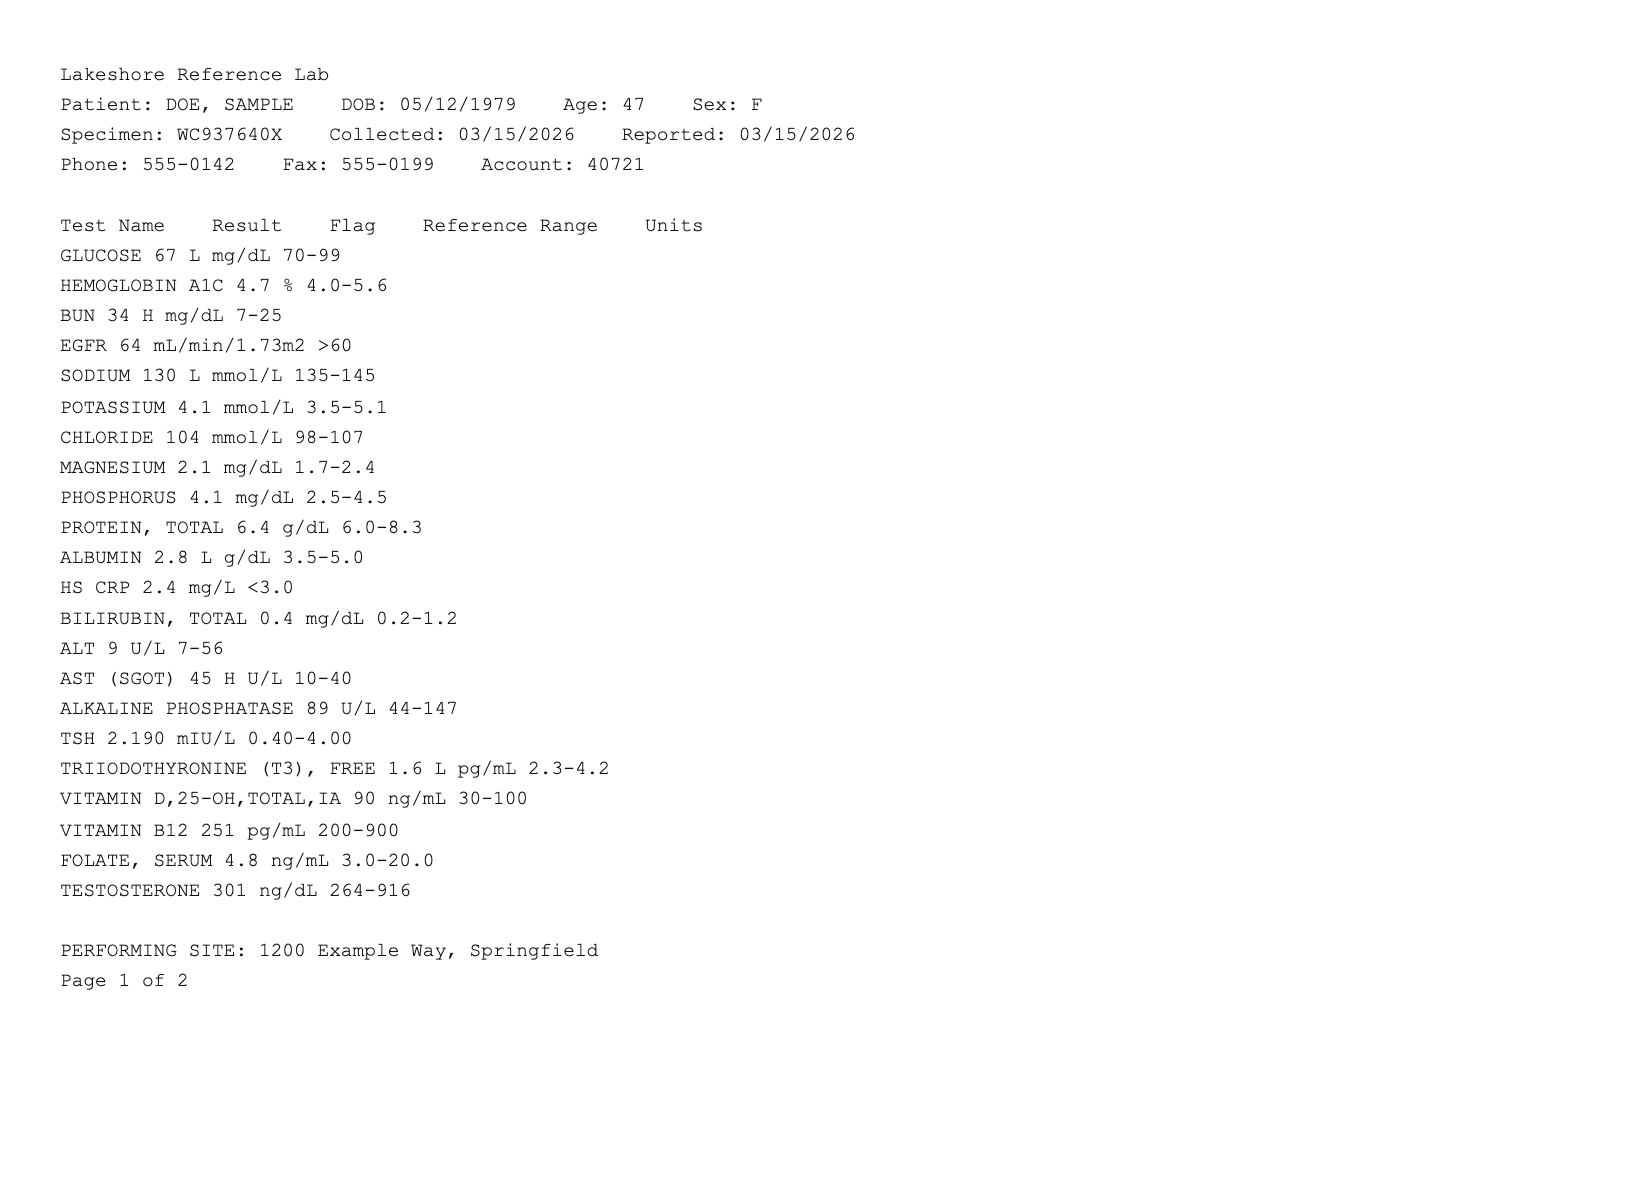 Lakeshore Reference Lab
Patient: DOE, SAMPLE    DOB: 05/12/1979    Age: 47    Sex: F
Specimen: WC937640X    Collected: 03/15/2026    Reported: 03/15/2026
Phone: 555-0142    Fax: 555-0199    Account: 40721
Test Name    Result    Flag    Reference Range    Units
GLUCOSE 67 L mg/dL 70-99
HEMOGLOBIN A1C 4.7 % 4.0-5.6
BUN 34 H mg/dL 7-25
EGFR 64 mL/min/1.73m2 >60
SODIUM 130 L mmol/L 135-145
POTASSIUM 4.1 mmol/L 3.5-5.1
CHLORIDE 104 mmol/L 98-107
MAGNESIUM 2.1 mg/dL 1.7-2.4
PHOSPHORUS 4.1 mg/dL 2.5-4.5
PROTEIN, TOTAL 6.4 g/dL 6.0-8.3
ALBUMIN 2.8 L g/dL 3.5-5.0
HS CRP 2.4 mg/L <3.0
BILIRUBIN, TOTAL 0.4 mg/dL 0.2-1.2
ALT 9 U/L 7-56
AST (SGOT) 45 H U/L 10-40
ALKALINE PHOSPHATASE 89 U/L 44-147
TSH 2.190 mIU/L 0.40-4.00
TRIIODOTHYRONINE (T3), FREE 1.6 L pg/mL 2.3-4.2
VITAMIN D,25-OH,TOTAL,IA 90 ng/mL 30-100
VITAMIN B12 251 pg/mL 200-900
FOLATE, SERUM 4.8 ng/mL 3.0-20.0
TESTOSTERONE 301 ng/dL 264-916
PERFORMING SITE: 1200 Example Way, Springfield
Page 1 of 2